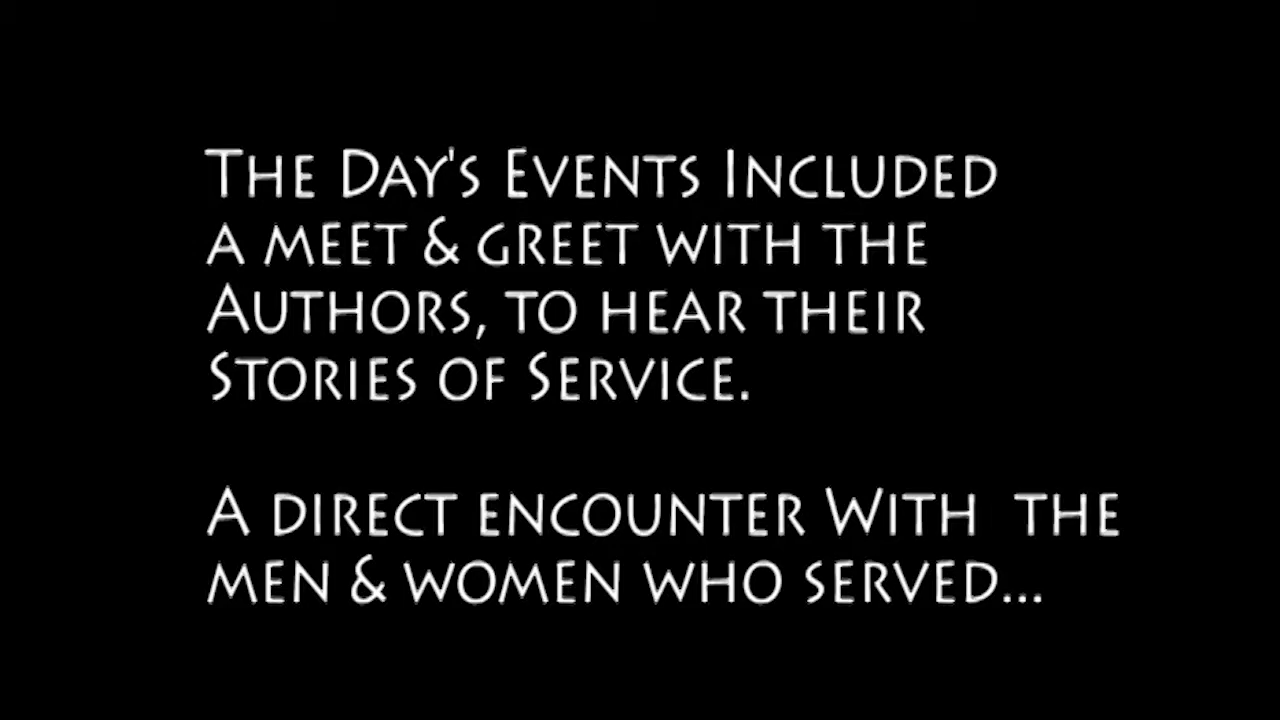 The Day's Events Included
a meet & greet with the
Authors, to hear their
Stories of Service.
A direct encounter With the
men & women who served...